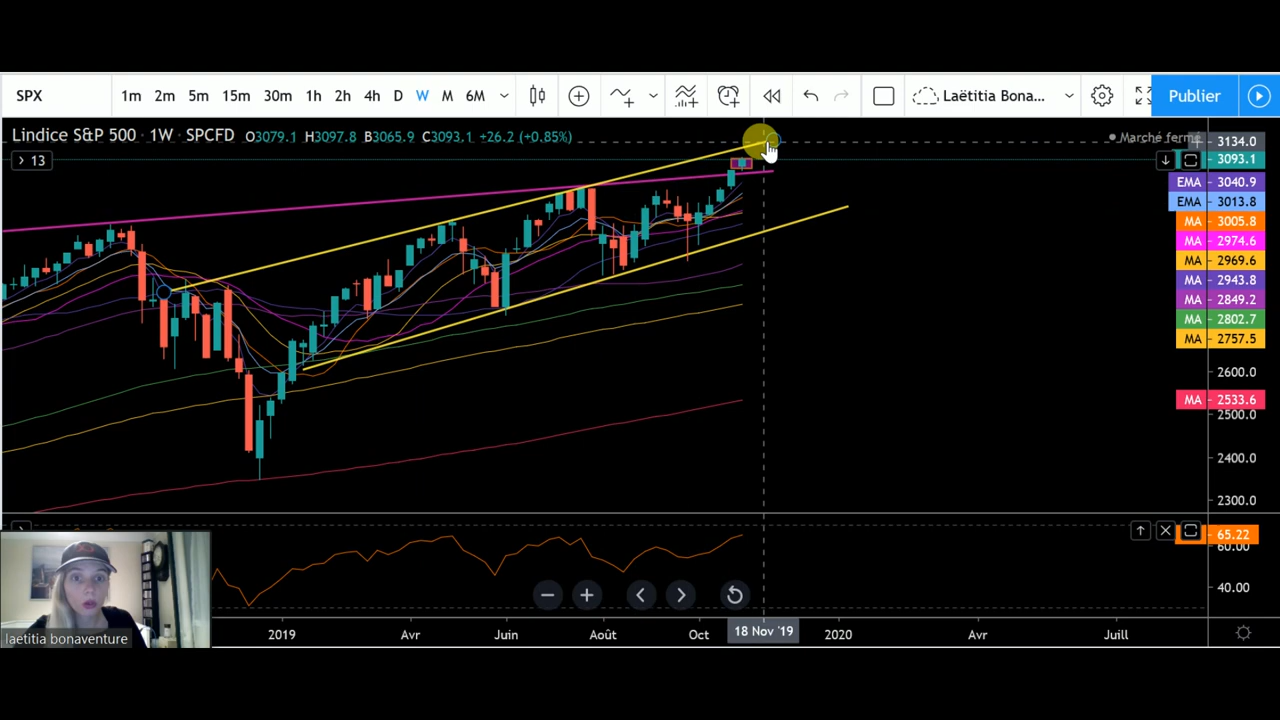 SPX 1m 2m 5m 15m 30m 1h 2h 4h D W M 6M Laëtitia Bona... Publier
Lindice S&P 500 · 1W · SPCFD O3079.1 H3097.8 B3065.9 C3093.1 +26.2 (+0.85%)
Marché fermé
3134.0
13
3093.1
EMA 3040.9
EMA 3013.8
MA 3005.8
MA 2974.6
MA 2969.6
MA 2943.8
MA 2849.2
MA 2802.7
MA 2757.5
2600.0
MA 2533.6
2500.0
2400.0
2300.0
65.22
60.00
40.00
laetitia bonaventure
2019 Avr Juin Août Oct 18 Nov '19 2020 Avr Juill